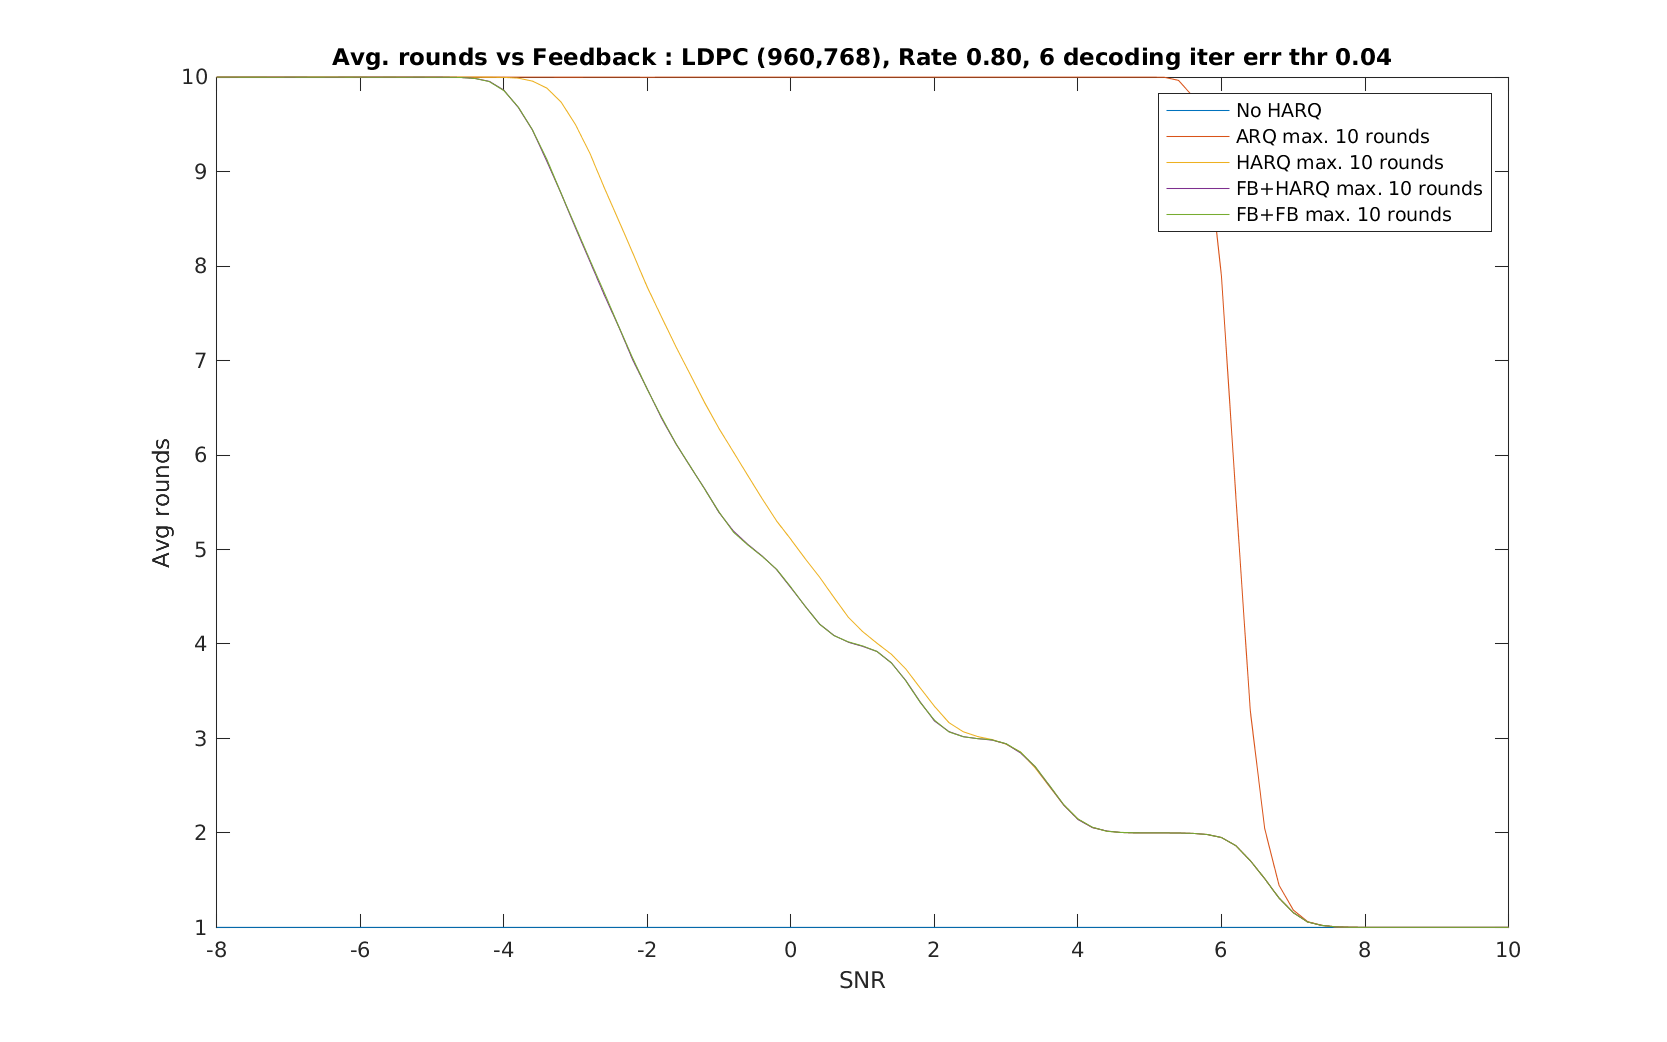 Avg. rounds vs Feedback : LDPC (960,768), Rate 0.80, 6 decoding iter err thr 0.04
10
9
8
7
6
5
4
3
2
1
Avg rounds
No HARQ
ARQ max. 10 rounds
HARQ max. 10 rounds
FB+HARQ max. 10 rounds
FB+FB max. 10 rounds
-8 -6 -4 -2 0 2 4 6 8 10
SNR